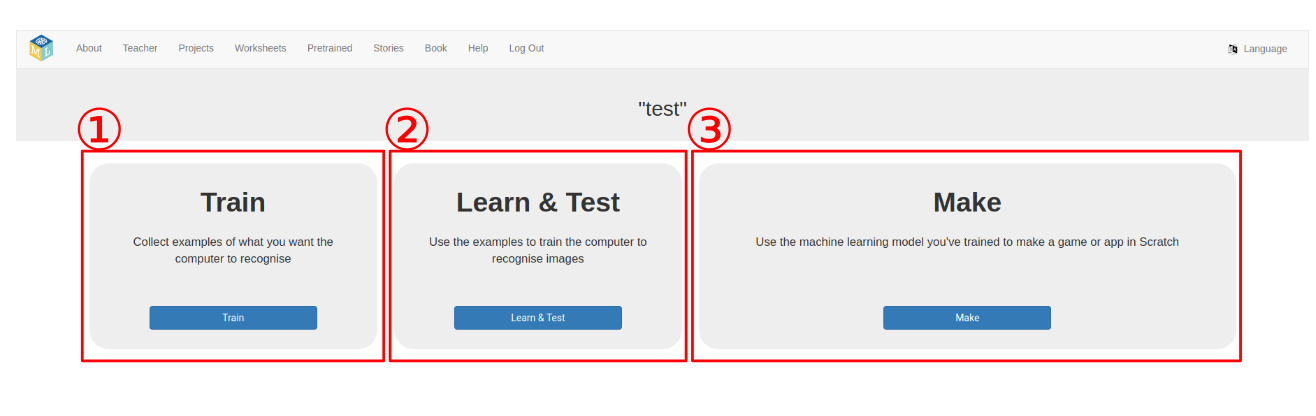 M L
About Teacher Projects Worksheets Pretrained Stories Book Help Log Out Language
"test"
① ② ③
Train
Collect examples of what you want the
computer to recognise
Train
Learn & Test
Use the examples to train the computer to
recognise images
Learn & Test
Make
Use the machine learning model you've trained to make a game or app in Scratch
Make